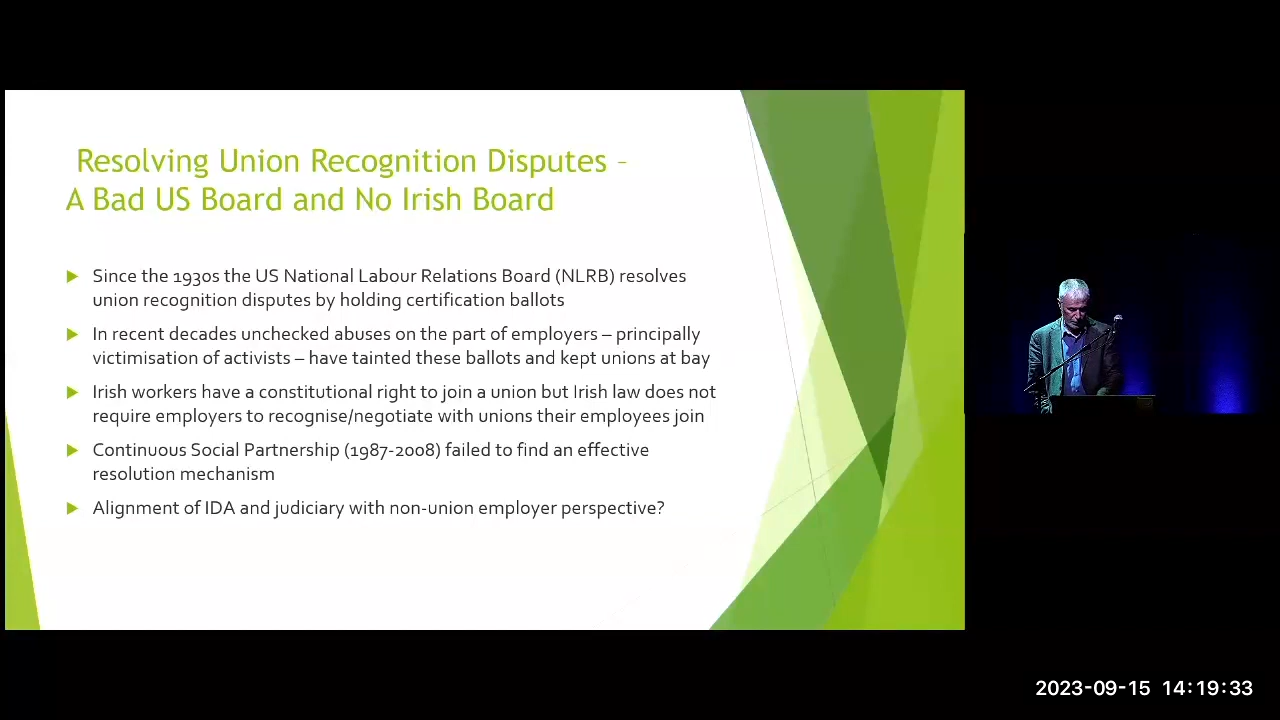 Resolving Union Recognition Disputes –
A Bad US Board and No Irish Board
Since the 1930s the US National Labour Relations Board (NLRB) resolves
union recognition disputes by holding certification ballots
In recent decades unchecked abuses on the part of employers – principally
victimisation of activists – have tainted these ballots and kept unions at bay
Irish workers have a constitutional right to join a union but Irish law does not
require employers to recognise/negotiate with unions their employees join
Continuous Social Partnership (1987-2008) failed to find an effective
resolution mechanism
Alignment of IDA and judiciary with non-union employer perspective?
2023-09-15 14:19:33